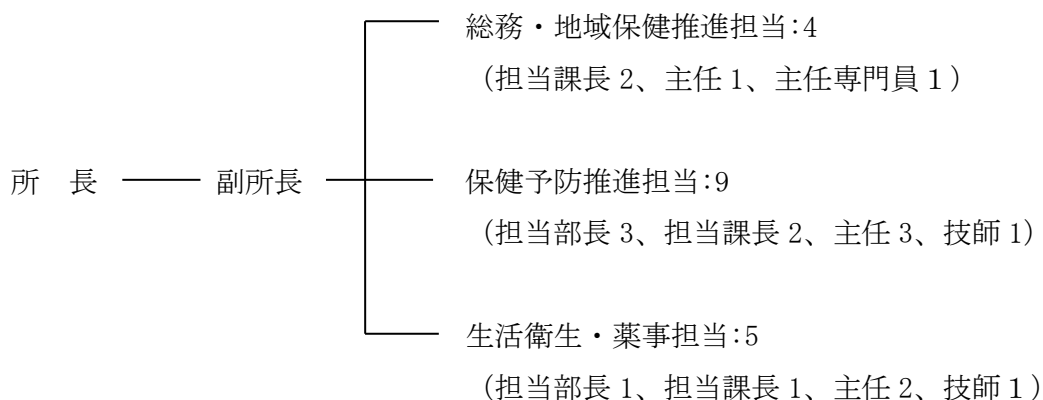 総務・地域保健推進担当:4
（担当課長 2、主任 1、主任専門員１）
所　長
副所長
保健予防推進担当:9
（担当部長 3、担当課長 2、主任 3、技師 1）
生活衛生・薬事担当:5
（担当部長 1、担当課長 1、主任 2、技師１）